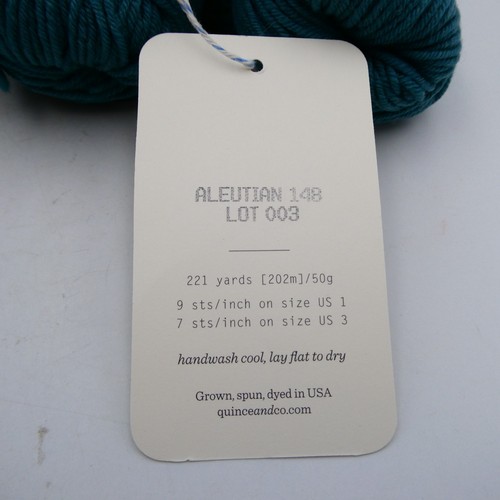 ALEUTIAN 148
LOT 003
221 yards [202m]/50g
9 sts/inch on size US 1
7 sts/inch on size US 3
handwash cool, lay flat to dry
Grown, spun, dyed in USA
quinceandco.com